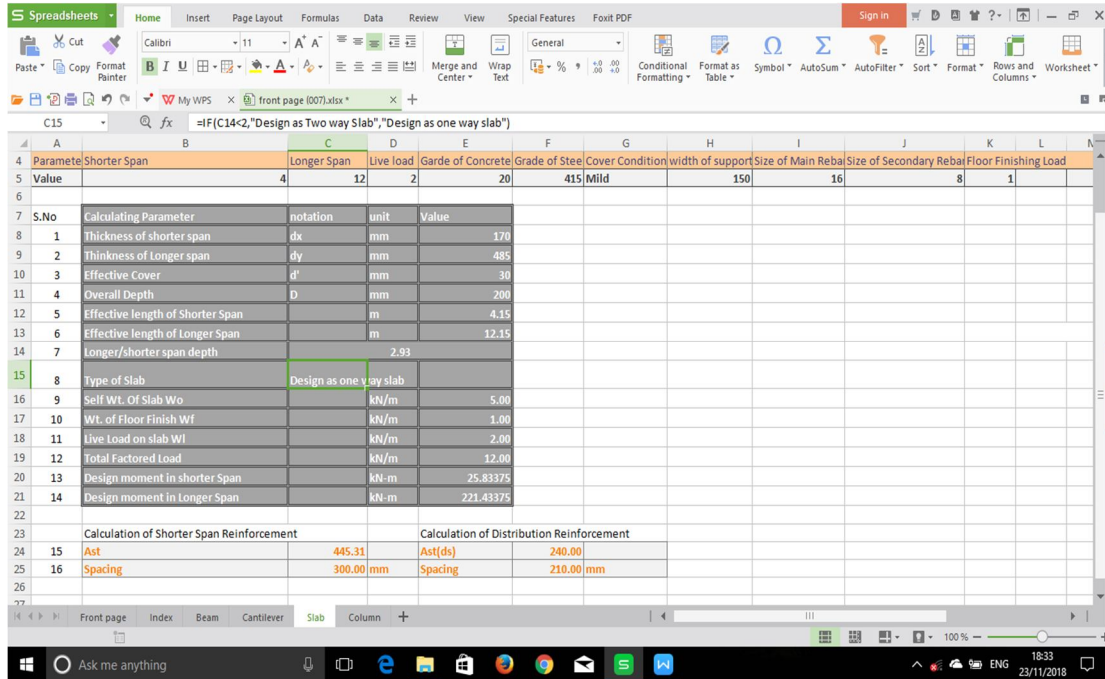 S Spreadsheets Home Insert Page Layout Formulas Data Review View Special Features Foxit PDF Sign in
Cut Calibri 11 General
Paste Copy Format Painter B I U Merge and Center Wrap Text Conditional Formatting Format as Table Symbol AutoSum AutoFilter Sort Format Rows and Columns Worksheet
W My WPS × front page (007).xlsx * × +
C15 fx =IF(C14<2,"Design as Two way Slab","Design as one way slab")
A B C D E F G H I J K L
4 Paramete Shorter Span Longer Span Live load Garde of Concrete Grade of Stee Cover Condition width of support Size of Main Rebar Size of Secondary Rebar Floor Finishing Load
5 Value 4 12 2 20 415 Mild 150 16 8 1
6
7 S.No Calculating Parameter notation unit Value
8 1 Thickness of shorter span dx mm 170
9 2 Thinkness of Longer span dy mm 485
10 3 Effective Cover d' mm 30
11 4 Overall Depth D mm 200
12 5 Effective length of Shorter Span m 4.15
13 6 Effective length of Longer Span m 12.15
14 7 Longer/shorter span depth 2.93
15 8 Type of Slab Design as one way slab
16 9 Self Wt. Of Slab Wo kN/m 5.00
17 10 Wt. of Floor Finish Wf kN/m 1.00
18 11 Live Load on slab Wl kN/m 2.00
19 12 Total Factored Load kN/m 12.00
20 13 Design moment in shorter Span kN-m 25.83375
21 14 Design moment in Longer Span kN-m 221.43375
22
23 Calculation of Shorter Span Reinforcement Calculation of Distribution Reinforcement
24 15 Ast 445.31 Ast(ds) 240.00
25 16 Spacing 300.00 mm Spacing 210.00 mm
26
27
Front page Index Beam Cantilever Slab Column +
100 %
Ask me anything ENG 18:33
23/11/2018